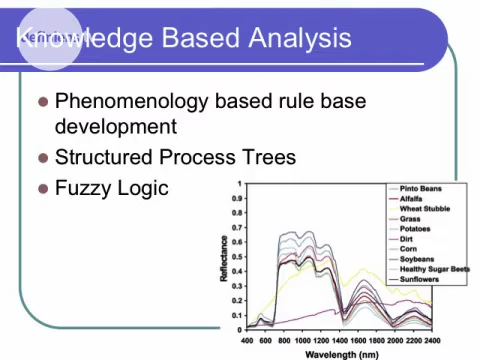 Knowledge Based Analysis
Phenomenology based rule base
development
Structured Process Trees
Fuzzy Logic
1
0.9
0.8
0.7
0.6
0.5
0.4
0.3
0.2
0.1
0
Reflectance
400 600 800 1000 1200 1400 1600 1800 2000 2200 2400
Wavelength (nm)
Pinto Beans
Alfalfa
Wheat Stubble
Grass
Potatoes
Dirt
Corn
Soybeans
Healthy Sugar Beets
Sunflowers